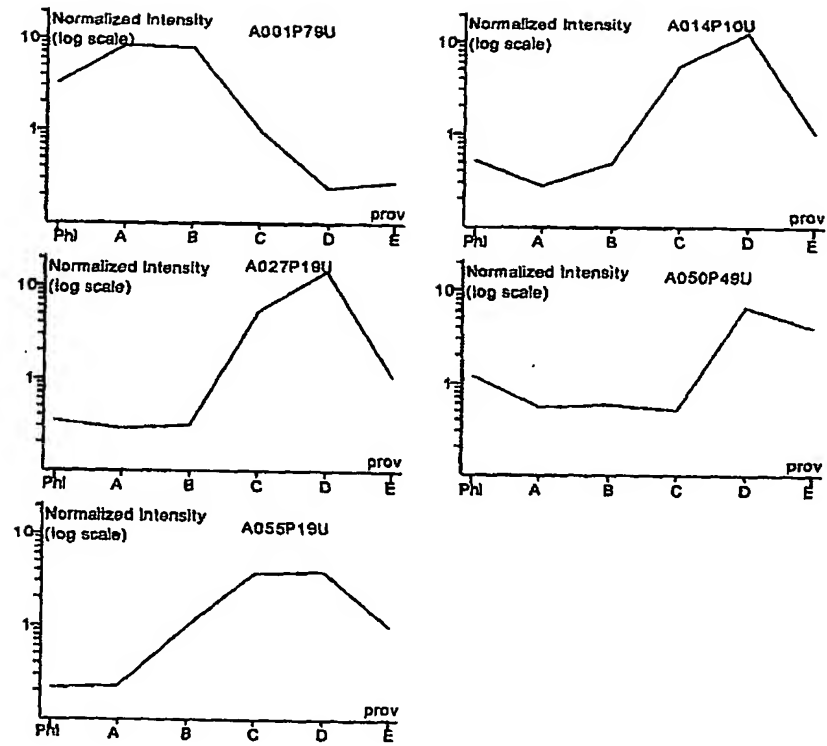 Normalized Intensity
(log scale)
A001P79U
10
1
prov
Phl A B C D E
Normalized Intensity
(log scale)
A014P10U
10
1
prov
Phl A B C D E
Normalized Intensity
(log scale)
A027P19U
10
1
prov
Phl A B C D E
Normalized Intensity
(log scale)
A050P49U
10
1
prov
Phl A B C D E
Normalized Intensity
(log scale)
A055P19U
10
1
prov
Phl A B C D E